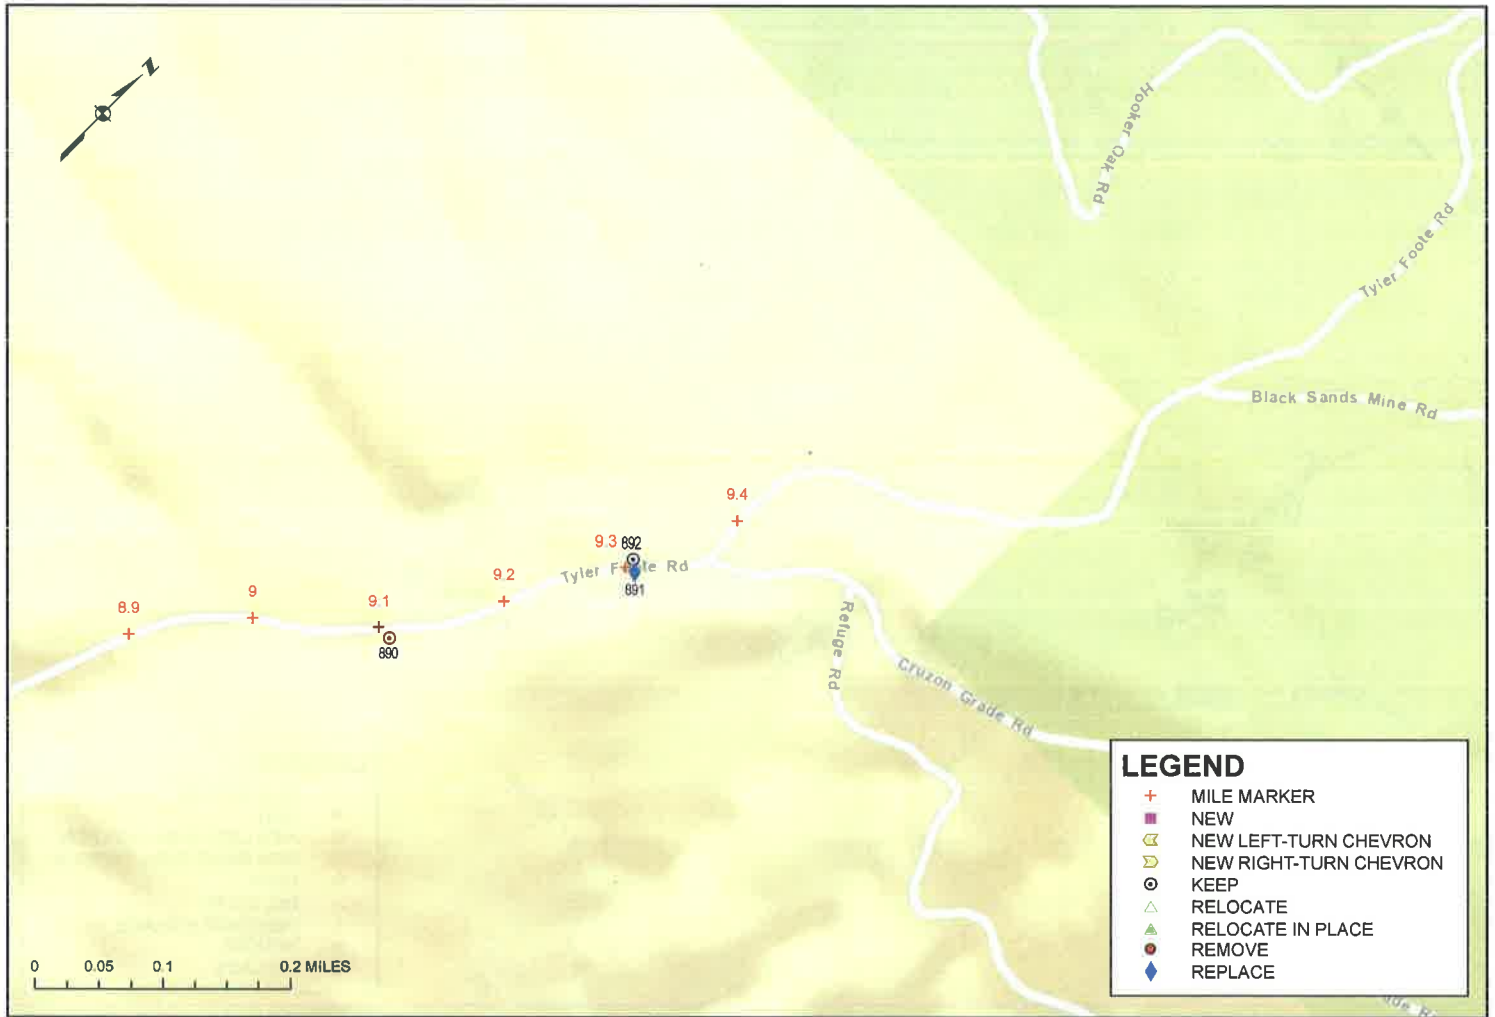 N
Hooker Oak Rd
Tyler Foote Rd
Black Sands Mine Rd
9.4
9.3 892
Tyler Foote Rd
891
9.2
9.1
9
8.9
890
Refuge Rd
Cruzon Grade Rd
LEGEND
MILE MARKER
NEW
NEW LEFT-TURN CHEVRON
NEW RIGHT-TURN CHEVRON
KEEP
RELOCATE
RELOCATE IN PLACE
REMOVE
REPLACE
0 0.05 0.1 0.2 MILES